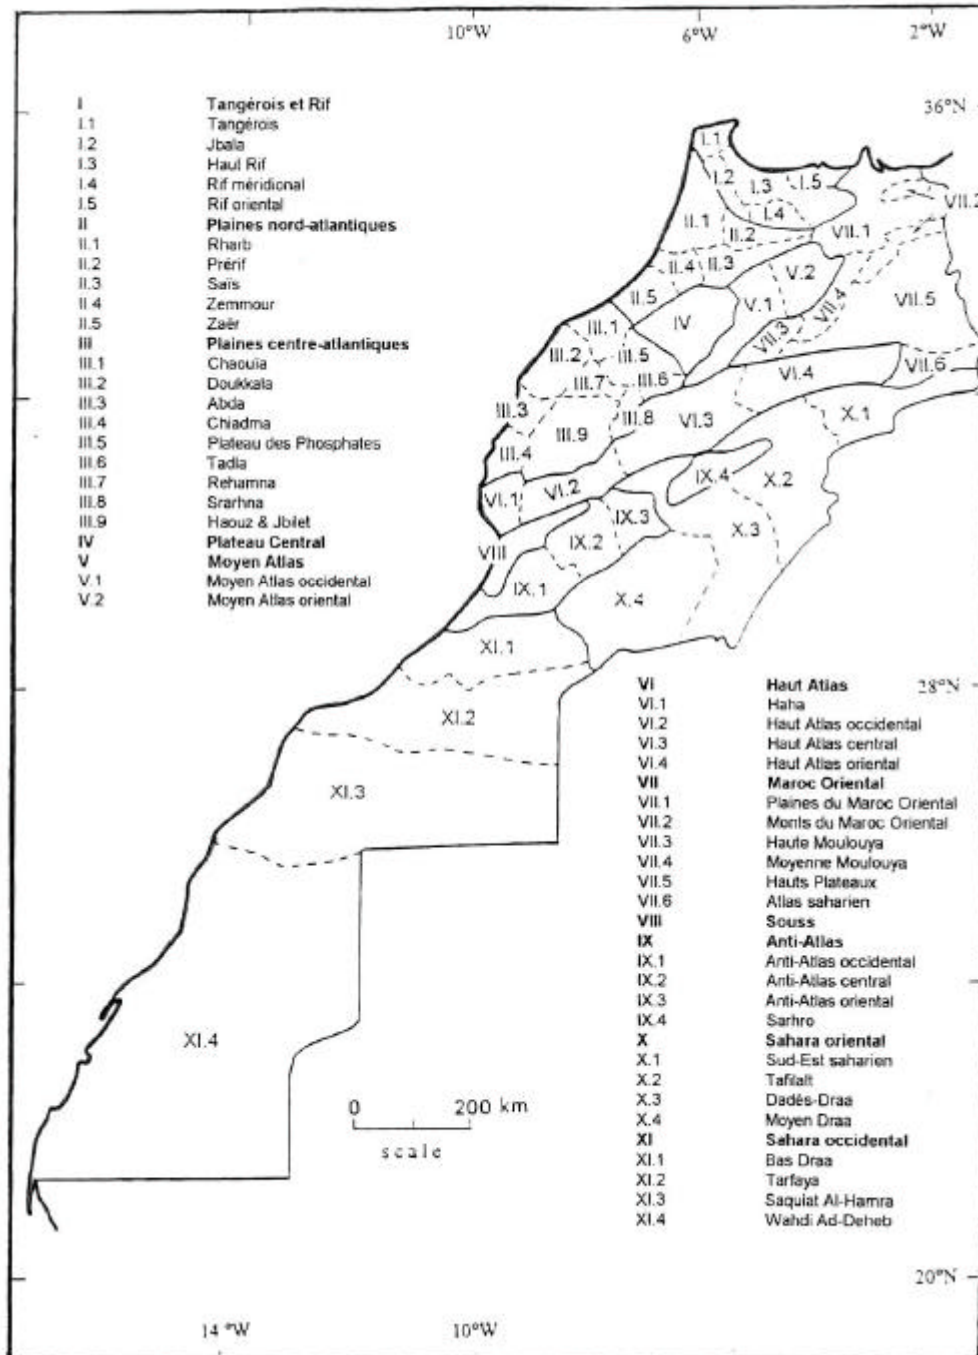 10°W 6°W 2°W
36°N
I Tangérois et Rif
I.1 Tangérois
I.2 Jbala
I.3 Haut Rif
I.4 Rif méridional
I.5 Rif oriental
II Plaines nord-atlantiques
II.1 Rharb
II.2 Prérif
II.3 Saïs
II.4 Zemmour
II.5 Zaër
III Plaines centre-atlantiques
III.1 Chaouïa
III.2 Doukkala
III.3 Abda
III.4 Chiadma
III.5 Plateau des Phosphates
III.6 Tadla
III.7 Rehamna
III.8 Srarhna
III.9 Haouz & Jbilet
IV Plateau Central
V Moyen Atlas
V.1 Moyen Atlas occidental
V.2 Moyen Atlas oriental
I.1
I.2
I.3
I.5
I.4
VII.2
II.1
II.2
VII.1
II.4
II.3
V.2
II.5
V.1
VII.4
VII.5
III.1
IV
VII.3
III.2
III.5
III.7
III.6
VI.4
VII.6
III.3
III.8
III.9
VI.3
X.1
III.4
IX.4
X.2
VI.1
VI.2
IX.3
X.3
VIII
IX.2
IX.1
X.4
XI.1
XI.2
XI.3
XI.4
28°N
VI Haut Atlas
VI.1 Haha
VI.2 Haut Atlas occidental
VI.3 Haut Atlas central
VI.4 Haut Atlas oriental
VII Maroc Oriental
VII.1 Plaines du Maroc Oriental
VII.2 Monts du Maroc Oriental
VII.3 Haute Moulouya
VII.4 Moyenne Moulouya
VII.5 Hauts Plateaux
VII.6 Atlas saharien
VIII Souss
IX Anti-Atlas
IX.1 Anti-Atlas occidental
IX.2 Anti-Atlas central
IX.3 Anti-Atlas oriental
IX.4 Sarhro
X Sahara oriental
X.1 Sud-Est saharien
X.2 Tafilalt
X.3 Dadès-Draa
X.4 Moyen Draa
XI Sahara occidental
XI.1 Bas Draa
XI.2 Tarfaya
XI.3 Saquiat Al-Hamra
XI.4 Wahdi Ad-Deheb
0 200 km
scale
20°N
14 °W 10°W